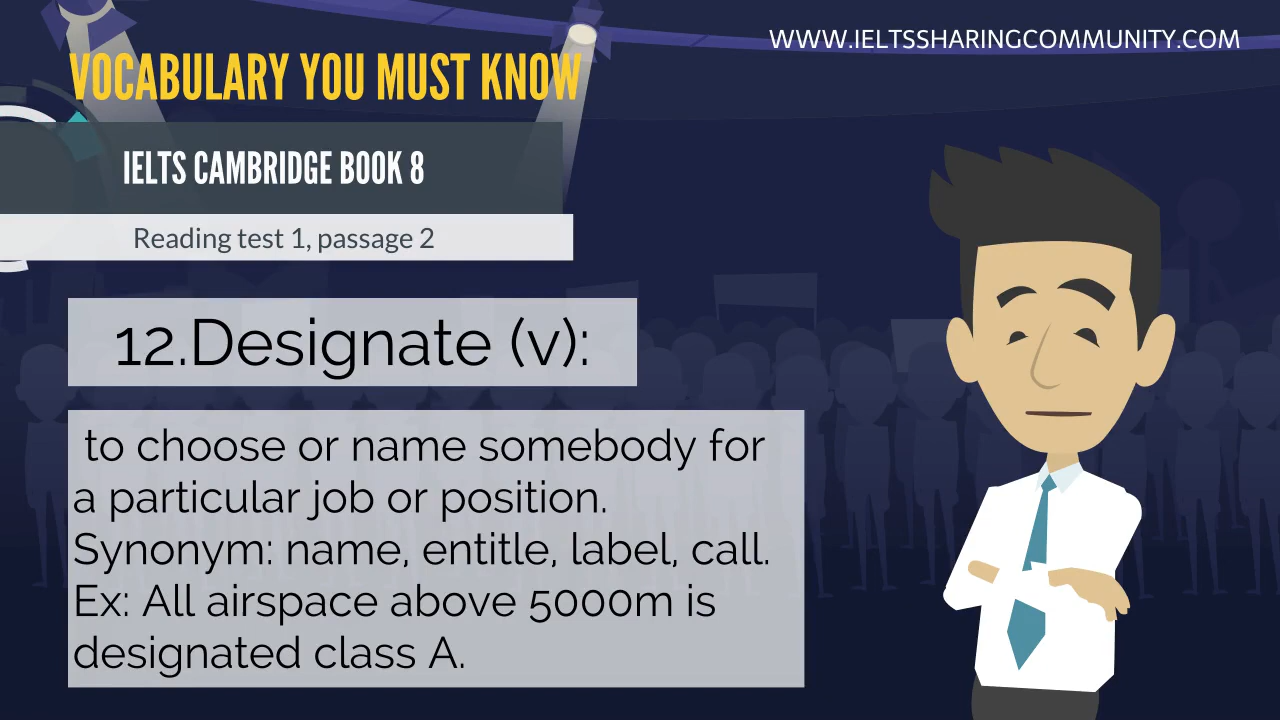 WWW.IELTSSHARINGCOMMUNITY.COM
VOCABULARY YOU MUST KNOW
IELTS CAMBRIDGE BOOK 8
Reading test 1, passage 2
12.Designate (v):
to choose or name somebody for
a particular job or position.
Synonym: name, entitle, label, call.
Ex: All airspace above 5000m is
designated class A.